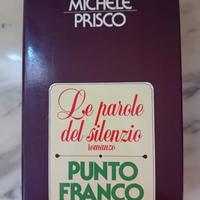 MICHELE
PRISCO
Le parole
del silenzio
romanzo
PUNTO
FRANCO